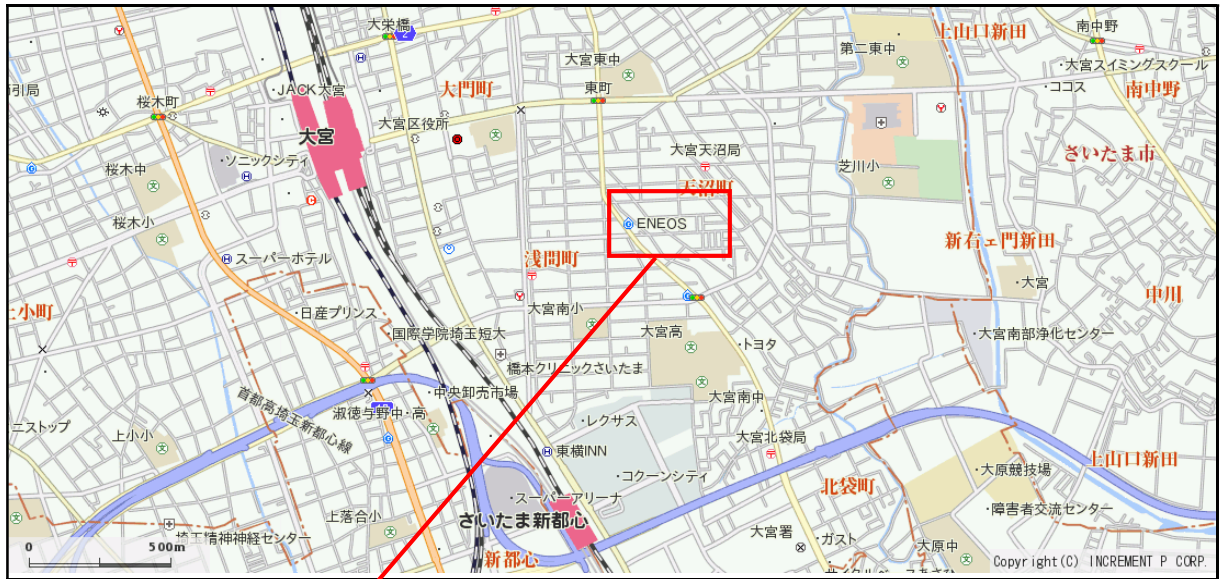 大栄橋
2
上山口新田
南中野
第二東中
大宮東中
大宮スイミングスクール
ココス
JACK大宮
大門町
東町
南中野
引局
桜木町
大宮
大宮区役所
さいたま市
ソニックシティ
大宮天沼局
芝川小
桜木中
天沼町
桜木小
ENEOS
新右ェ門新田
浅間町
スーパーホテル
大宮
中川
上小町
日産プリンス
大宮南小
国際学院埼玉短大
大宮高
トヨタ
大宮南部浄化センター
橋本クリニックさいたま
中央卸売市場
首都高埼玉新都心線
淑徳与野中・高
大宮南中
ニストップ
上小小
レクサス
大宮北袋局
東横INN
上山口新田
コクーンシティ
大原競技場
北袋町
スーパーアリーナ
障害者交流センター
上落合小
さいたま新都心
大宮署
ガスト
埼玉精神神経センター
新都心
大原中
0 500m
Copyright(C) INCREMENT P CORP.